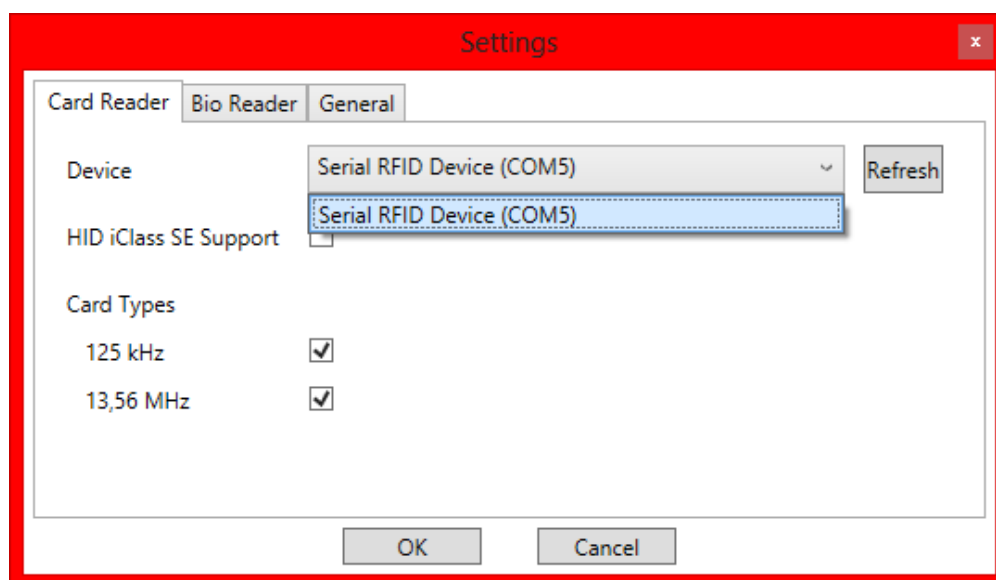 Settings
x
Card Reader Bio Reader General
Device Serial RFID Device (COM5) Refresh
Serial RFID Device (COM5)
HID iClass SE Support
Card Types
125 kHz
13,56 MHz
OK Cancel